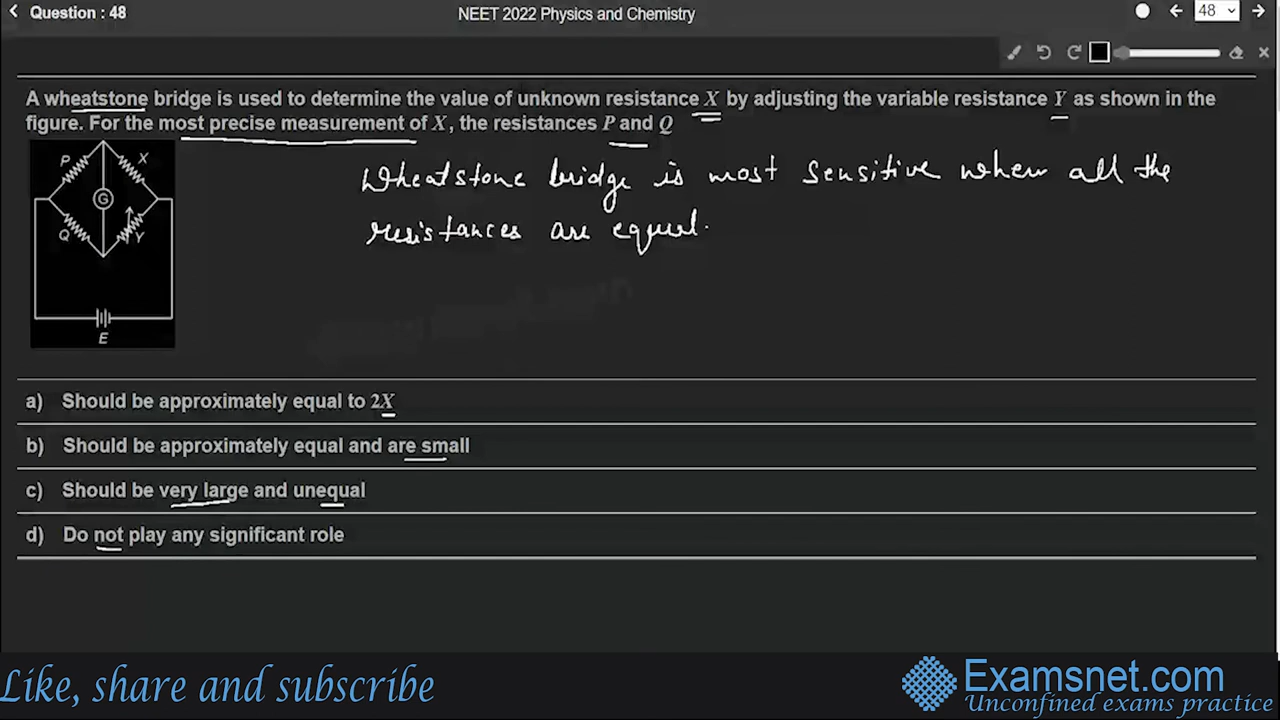 Question : 48
NEET 2022 Physics and Chemistry
48
A wheatstone bridge is used to determine the value of unknown resistance X by adjusting the variable resistance Y as shown in the
figure. For the most precise measurement of X, the resistances P and Q
P X
G
Q Y
E
Wheatstone bridge is most sensitive when all the
resistances are equal.
a) Should be approximately equal to 2X
b) Should be approximately equal and are small
c) Should be very large and unequal
d) Do not play any significant role
Like, share and subscribe
Examsnet.com
Unconfined exams practice